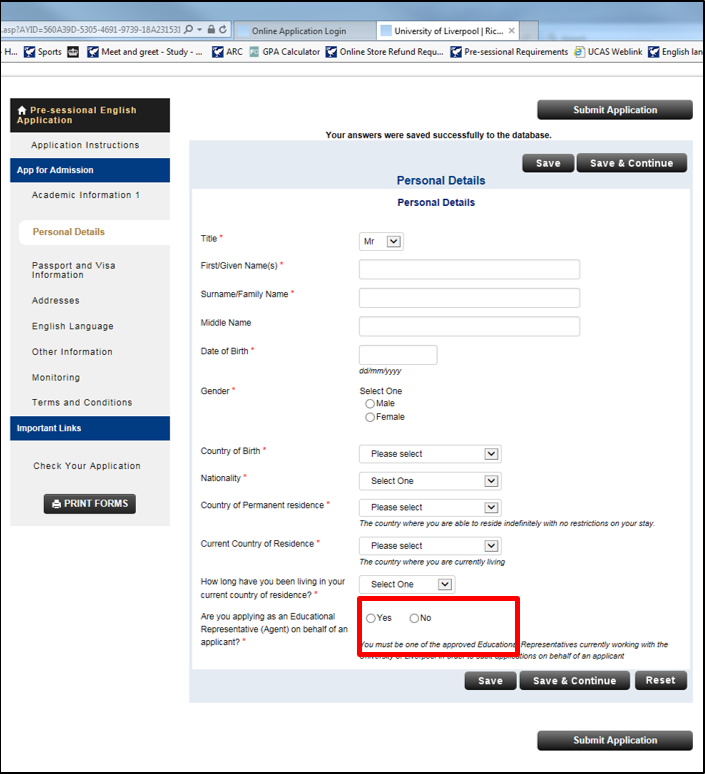 .asp?AYID=560A39D-5305-4691-9739-18A231531
Online Application Login
University of Liverpool | Ric...
H...
Sports
Meet and greet - Study - ...
ARC
GPA Calculator
Online Store Refund Requ...
Pre-sessional Requirements
UCAS Weblink
English lan
Pre-sessional English
Application
Application Instructions
App for Admission
Academic Information 1
Personal Details
Passport and Visa
Information
Addresses
English Language
Other Information
Monitoring
Terms and Conditions
Important Links
Check Your Application
PRINT FORMS
Submit Application
Your answers were saved successfully to the database.
Save
Save & Continue
Personal Details
Personal Details
Title *
Mr
First/Given Name(s) *
Surname/Family Name *
Middle Name
Date of Birth *
dd/mm/yyyy
Gender *
Select One
Male
Female
Country of Birth *
Please select
Nationality *
Select One
Country of Permanent residence *
Please select
The country where you are able to reside indefinitely with no restrictions on your stay.
Current Country of Residence *
Please select
The country where you are currently living
How long have you been living in your
current country of residence? *
Select One
Are you applying as an Educational
Representative (Agent) on behalf of an
applicant? *
Yes
No
You must be one of the approved Educational Representatives currently working with the
University of Liverpool in order to submit applications on behalf of an applicant
Save
Save & Continue
Reset
Submit Application